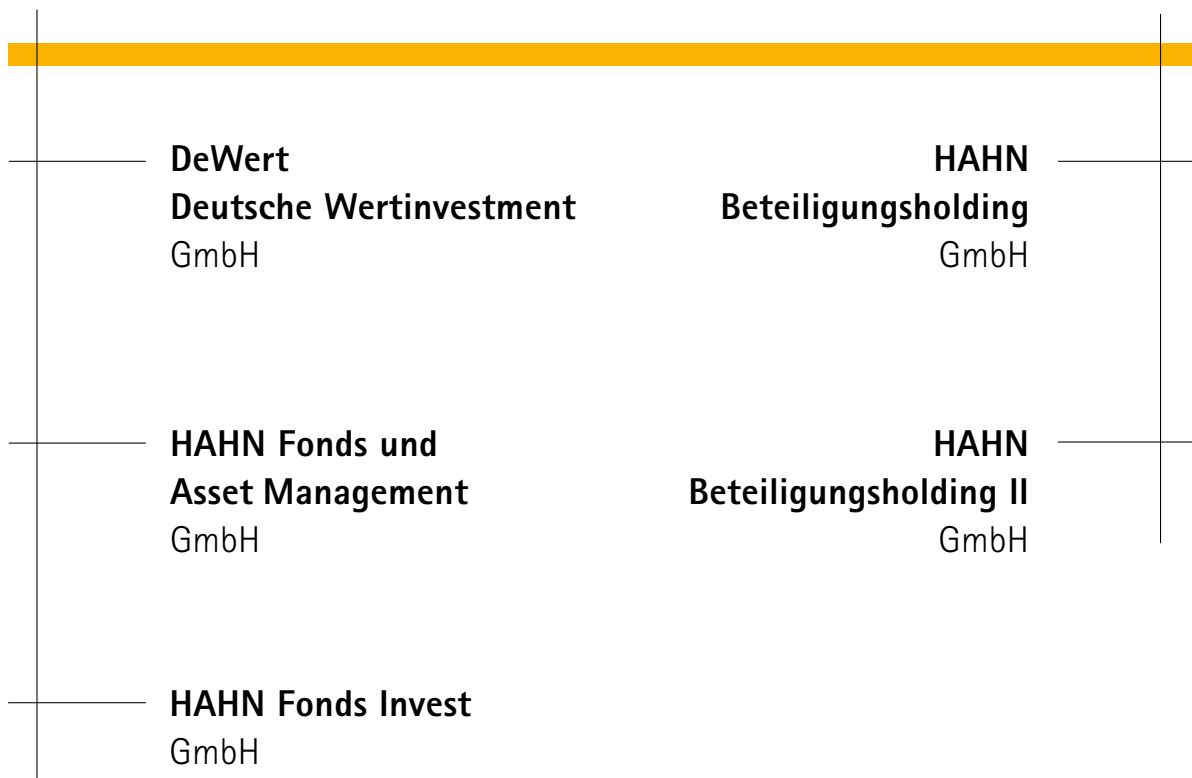 DeWert
Deutsche Wertinvestment
GmbH
HAHN
Beteiligungsholding
GmbH
HAHN Fonds und
Asset Management
GmbH
HAHN
Beteiligungsholding II
GmbH
HAHN Fonds Invest
GmbH